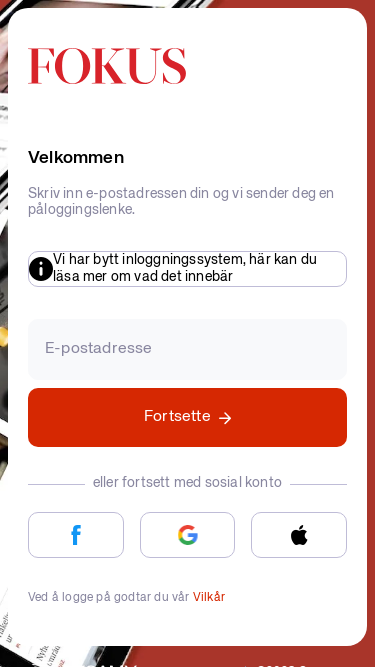 FOKUS
Velkommen
Skriv inn e-postadressen din og vi sender deg en
påloggingslenke.
Vi har bytt inloggningssystem, här kan du
läsa mer om vad det innebär
E-postadresse
Fortsette
eller fortsett med sosial konto
Ved å logge på godtar du vår Vilkår